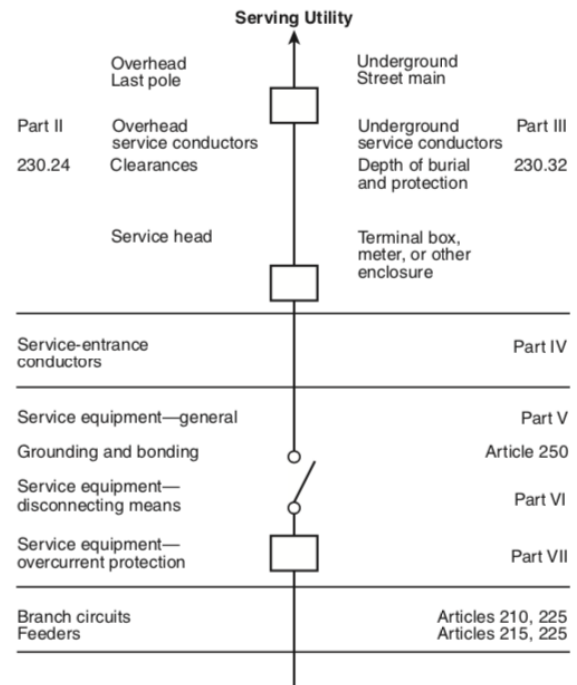 Serving Utility
Overhead
Last pole
Underground
Street main
Part II
Overhead
service conductors
Underground
service conductors
Part III
230.24
Clearances
Depth of burial
and protection
230.32
Service head
Terminal box,
meter, or other
enclosure
Service-entrance
conductors
Part IV
Service equipment—general
Part V
Grounding and bonding
Article 250
Service equipment—
disconnecting means
Part VI
Service equipment—
overcurrent protection
Part VII
Branch circuits
Articles 210, 225
Feeders
Articles 215, 225